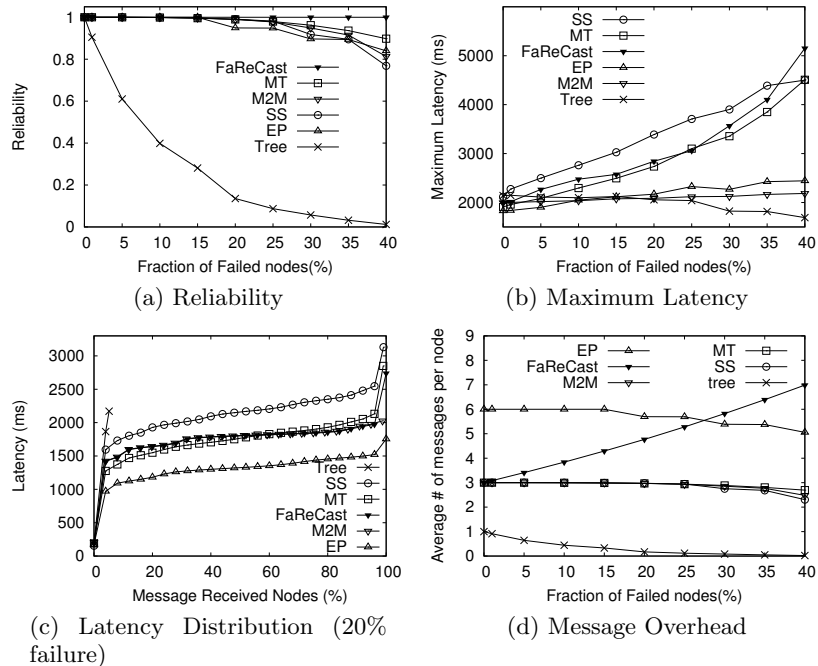 1
0.8
0.6
0.4
0.2
0
Reliability
FaReCast
MT
M2M
SS
EP
Tree
0 5 10 15 20 25 30 35 40
Fraction of Failed nodes(%)
(a) Reliability
5000
4000
3000
2000
Maximum Latency (ms)
SS
MT
FaReCast
EP
M2M
Tree
0 5 10 15 20 25 30 35 40
Fraction of Failed nodes(%)
(b) Maximum Latency
3000
2500
2000
1500
1000
500
0
Latency (ms)
Tree
SS
MT
FaReCast
M2M
EP
0 20 40 60 80 100
Message Received Nodes (%)
(c) Latency Distribution (20%
failure)
9
8
7
6
5
4
3
2
1
0
Average # of messages per node
EP
FaReCast
M2M
MT
SS
tree
0 5 10 15 20 25 30 35 40
Fraction of Failed nodes(%)
(d) Message Overhead